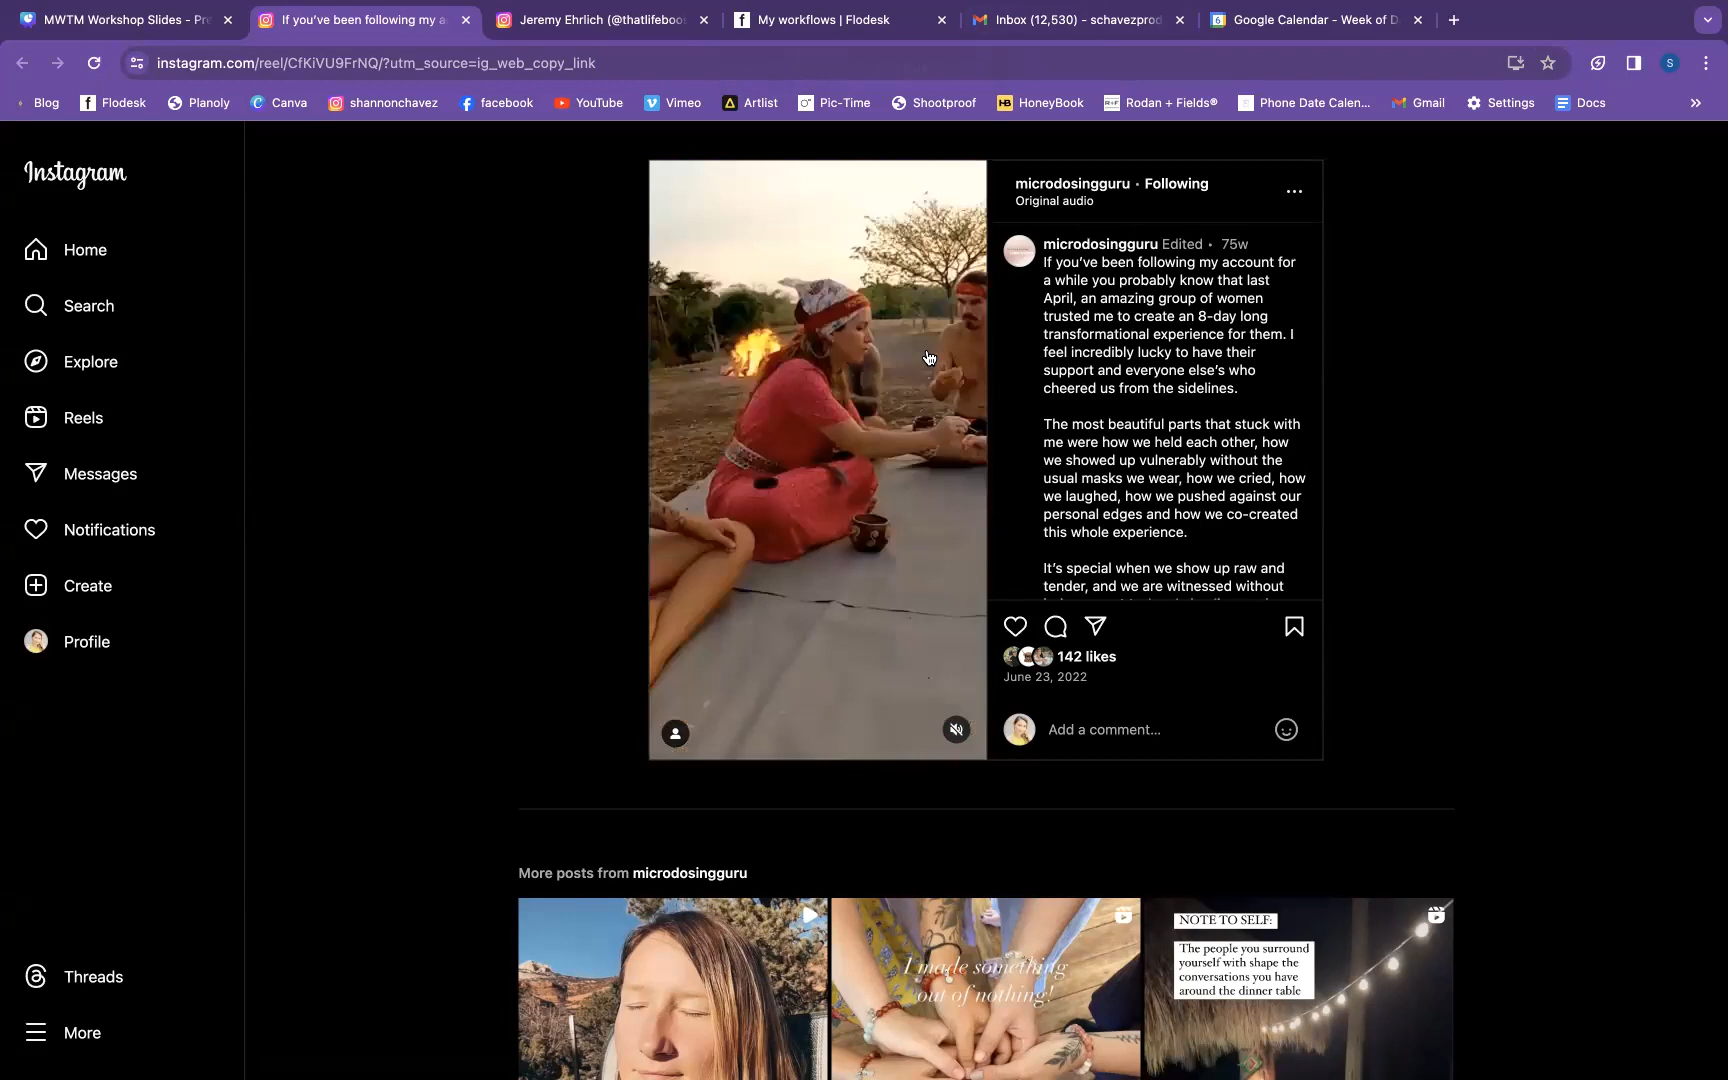 MWTM Workshop Slides - Pre
If you've been following my a
Jeremy Ehrlich (@thatlifeboos
My workflows | Flodesk
Inbox (12,530) - schavezprod
Google Calendar - Week of D
instagram.com/reel/CfKiVU9FrNQ/?utm_source=ig_web_copy_link
S
Blog
Flodesk
Planoly
Canva
shannonchavez
facebook
YouTube
Vimeo
Artlist
Pic-Time
Shootproof
HoneyBook
Rodan + Fields®
Phone Date Calen...
Gmail
Settings
Docs
Instagram
Home
Search
Explore
Reels
Messages
Notifications
Create
Profile
Threads
More
microdosingguru • Following
Original audio
microdosingguru Edited • 75w
If you've been following my account for
a while you probably know that last
April, an amazing group of women
trusted me to create an 8-day long
transformational experience for them. I
feel incredibly lucky to have their
support and everyone else's who
cheered us from the sidelines.
The most beautiful parts that stuck with
me were how we held each other, how
we showed up vulnerably without the
usual masks we wear, how we cried, how
we laughed, how we pushed against our
personal edges and how we co-created
this whole experience.
It's special when we show up raw and
tender, and we are witnessed without
142 likes
June 23, 2022
Add a comment...
More posts from microdosingguru
I made something
out of nothing!
NOTE TO SELF:
The people you surround
yourself with shape the
conversations you have
around the dinner table